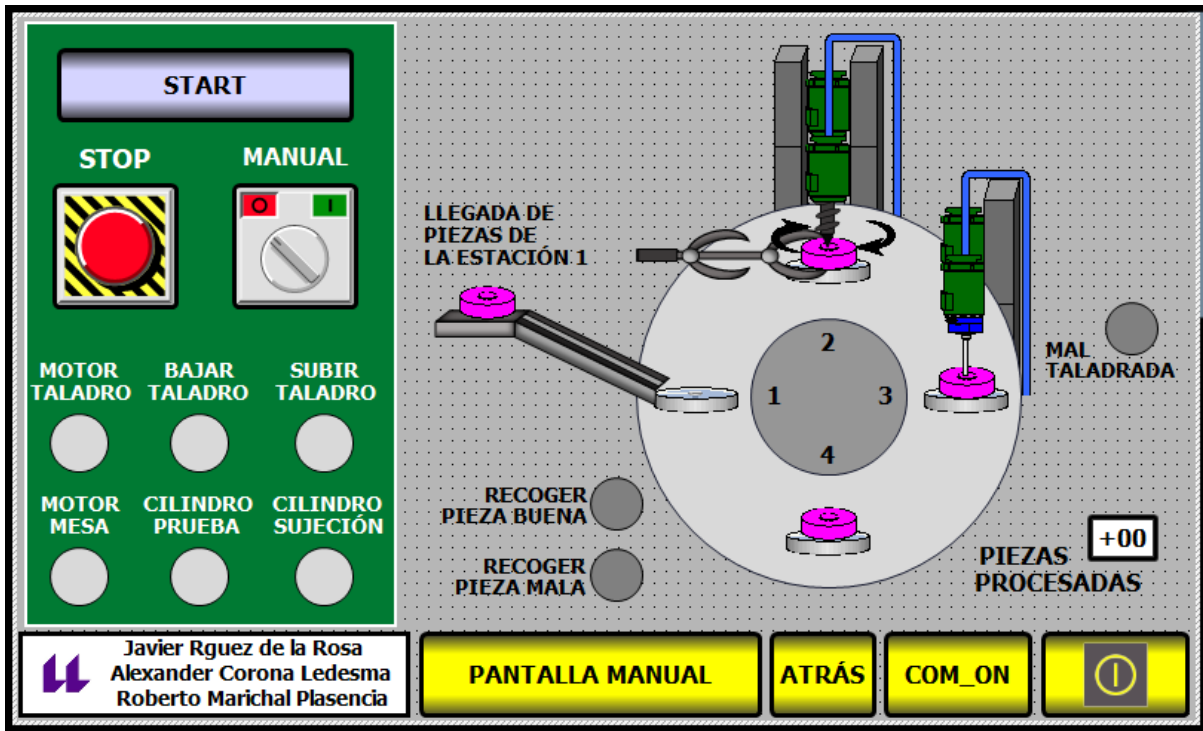 START
STOP
MANUAL
O
I
MOTOR
TALADRO
BAJAR
TALADRO
SUBIR
TALADRO
MOTOR
MESA
CILINDRO
PRUEBA
CILINDRO
SUJECIÓN
LLEGADA DE
PIEZAS DE
LA ESTACIÓN 1
2
1
3
4
MAL
TALADRADA
RECOGER
PIEZA BUENA
RECOGER
PIEZA MALA
+00
PIEZAS
PROCESADAS
Javier Rguez de la Rosa
Alexander Corona Ledesma
Roberto Marichal Plasencia
PANTALLA MANUAL
ATRÁS
COM_ON